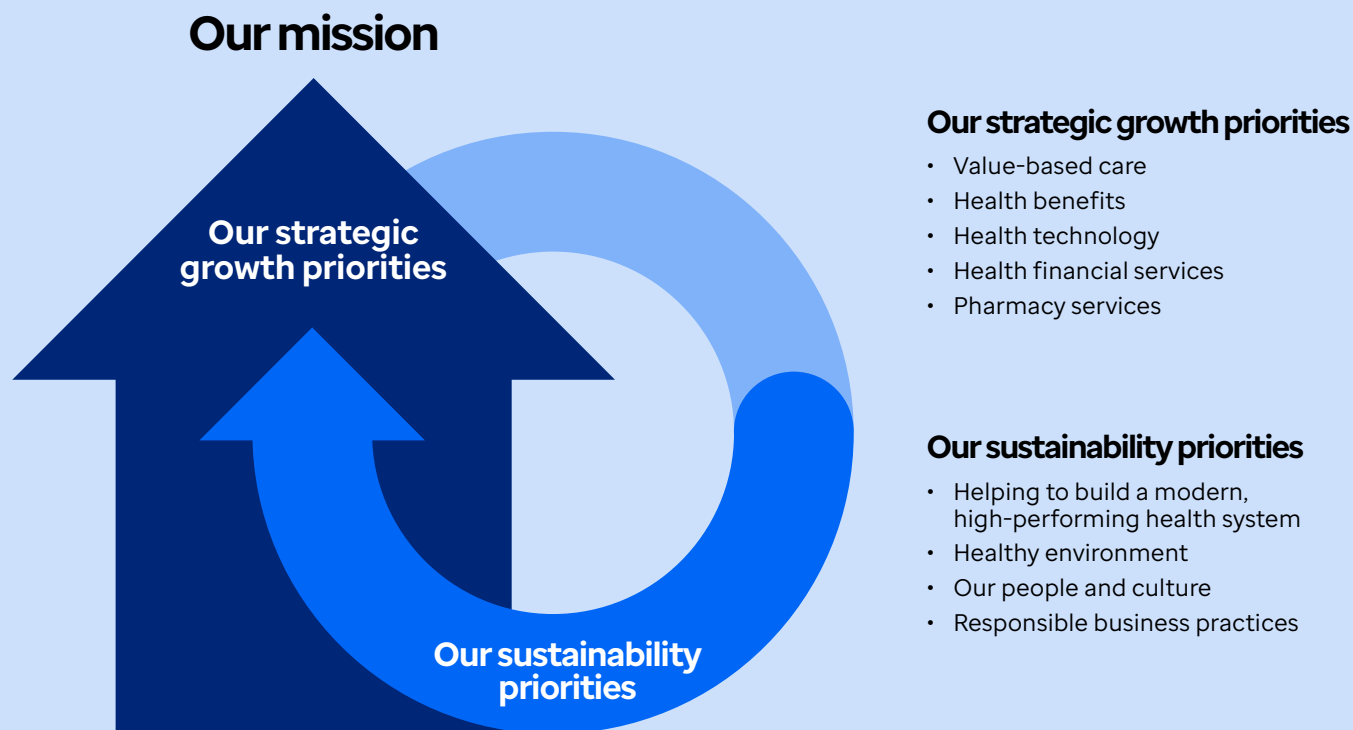 Our mission
Our strategic
growth priorities
Our sustainability
priorities
Our strategic growth priorities
• Value-based care
• Health benefits
• Health technology
• Health financial services
• Pharmacy services
Our sustainability priorities
• Helping to build a modern,
high-performing health system
• Healthy environment
• Our people and culture
• Responsible business practices